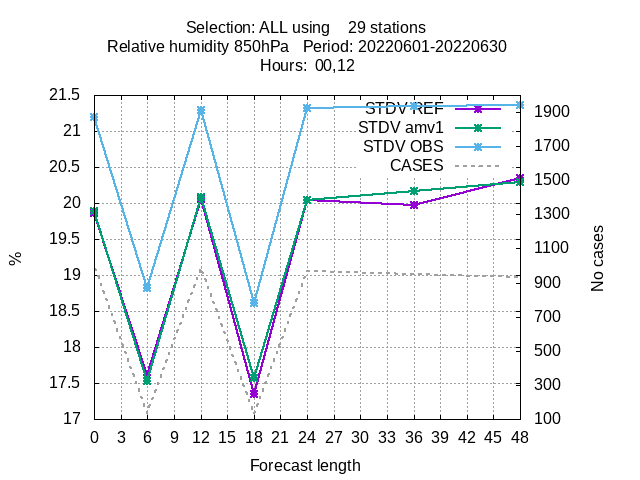 Selection: ALL using    29 stations
Relative humidity 850hPa   Period: 20220601-20220630
Hours:  00,12
21.5
21
20.5
20
19.5
19
18.5
18
17.5
17
%
STDV REF
STDV amv1
STDV OBS
CASES
1900
1700
1500
1300
1100
900
700
500
300
100
No cases
0 3 6 9 12 15 18 21 24 27 30 33 36 39 42 45 48
Forecast length